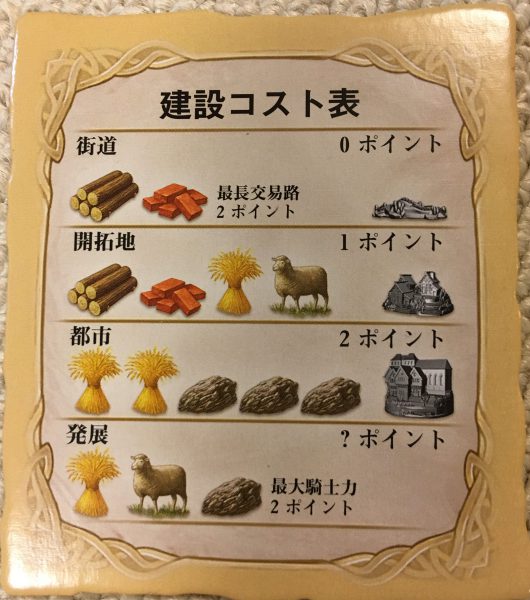 建設コスト表
街道 0 ポイント
最長交易路
2 ポイント
開拓地 1 ポイント
都市 2 ポイント
発展 ? ポイント
最大騎士力
2 ポイント